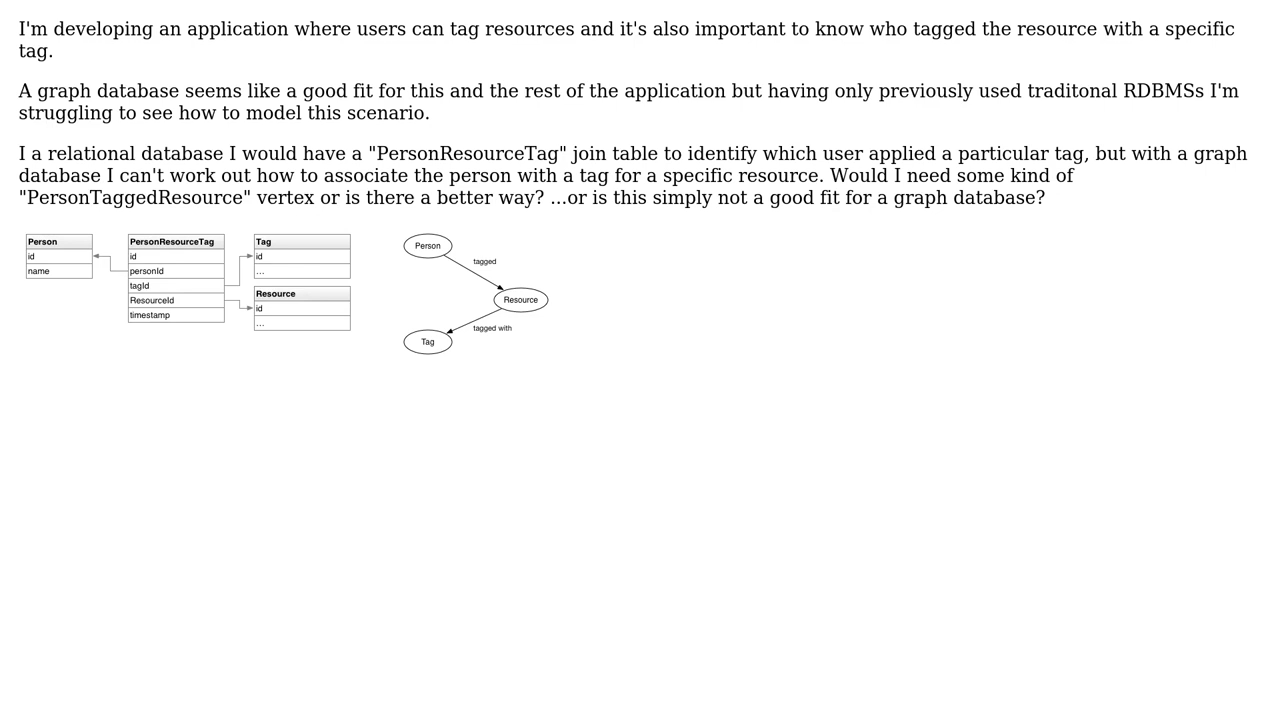 I'm developing an application where users can tag resources and it's also important to know who tagged the resource with a specific
tag.
A graph database seems like a good fit for this and the rest of the application but having only previously used traditonal RDBMSs I'm
struggling to see how to model this scenario.
I a relational database I would have a "PersonResourceTag" join table to identify which user applied a particular tag, but with a graph
database I can't work out how to associate the person with a tag for a specific resource. Would I need some kind of
"PersonTaggedResource" vertex or is there a better way? ...or is this simply not a good fit for a graph database?
Person
id
name
PersonResourceTag
id
personId
tagId
ResourceId
timestamp
Tag
id
...
Resource
id
...
Person
tagged
Resource
tagged with
Tag